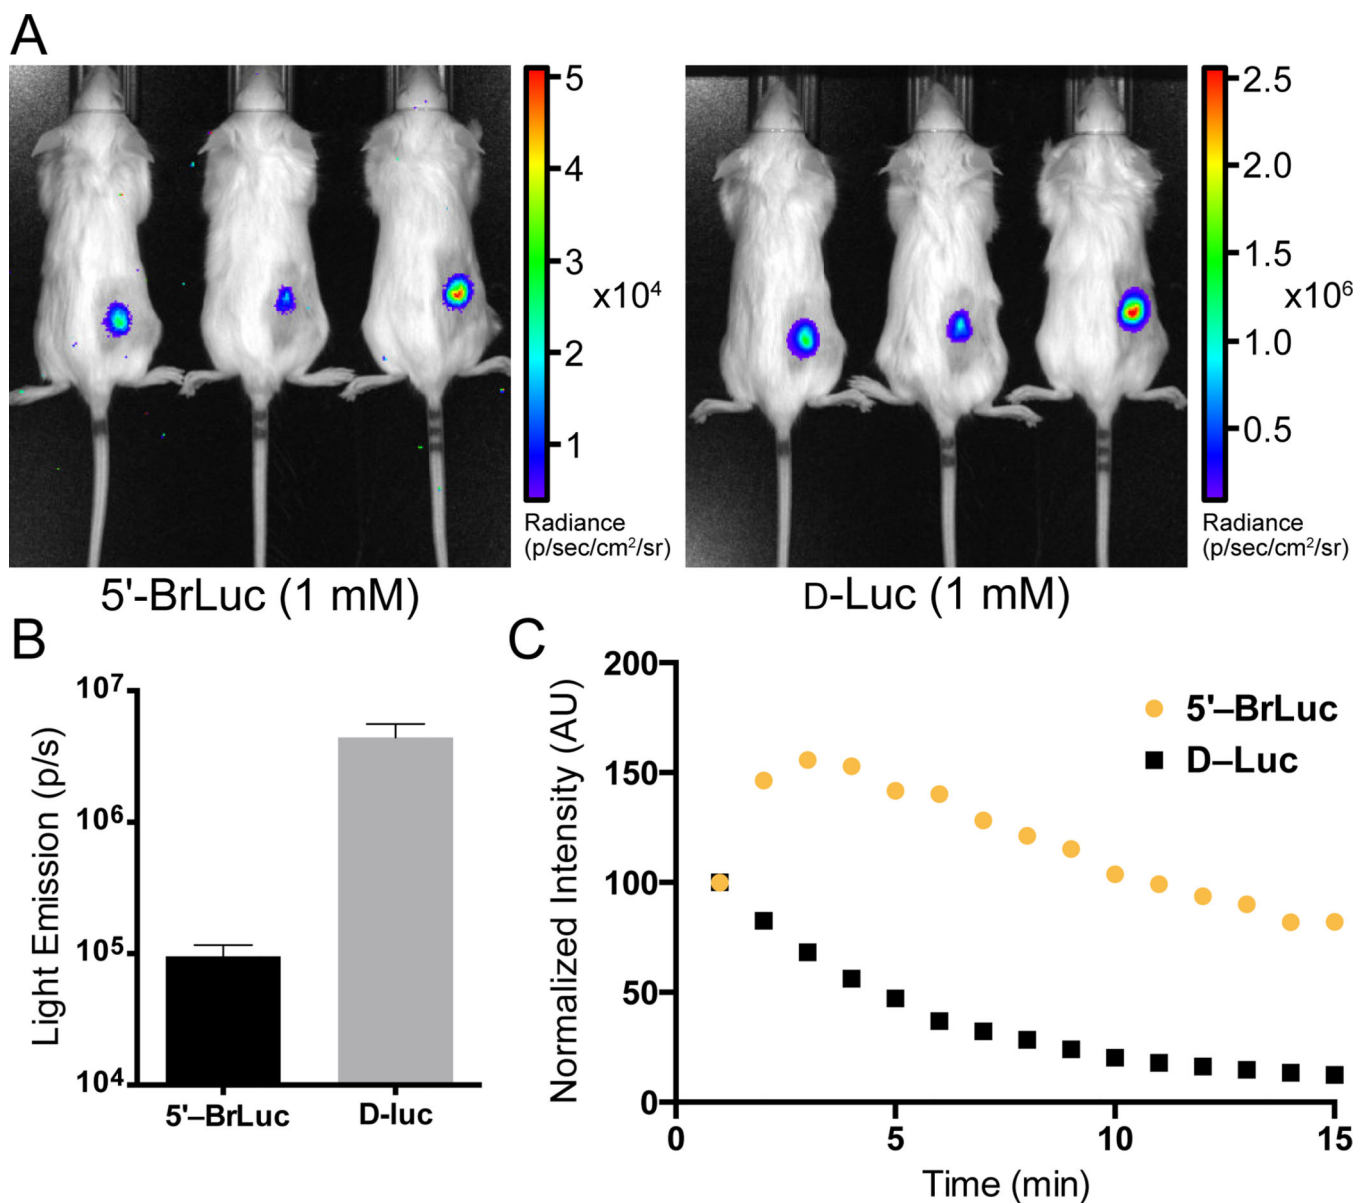 A
5
4
3
x10⁴
2
1
Radiance
(p/sec/cm²/sr)
5'-BrLuc (1 mM)
2.5
2.0
1.5
x10⁶
1.0
0.5
Radiance
(p/sec/cm²/sr)
D-Luc (1 mM)
B
10⁷
10⁶
10⁵
10⁴
Light Emission (p/s)
5'–BrLuc
D-luc
C
200
150
100
50
0
Normalized Intensity (AU)
5'–BrLuc
D–Luc
0
5
10
15
Time (min)